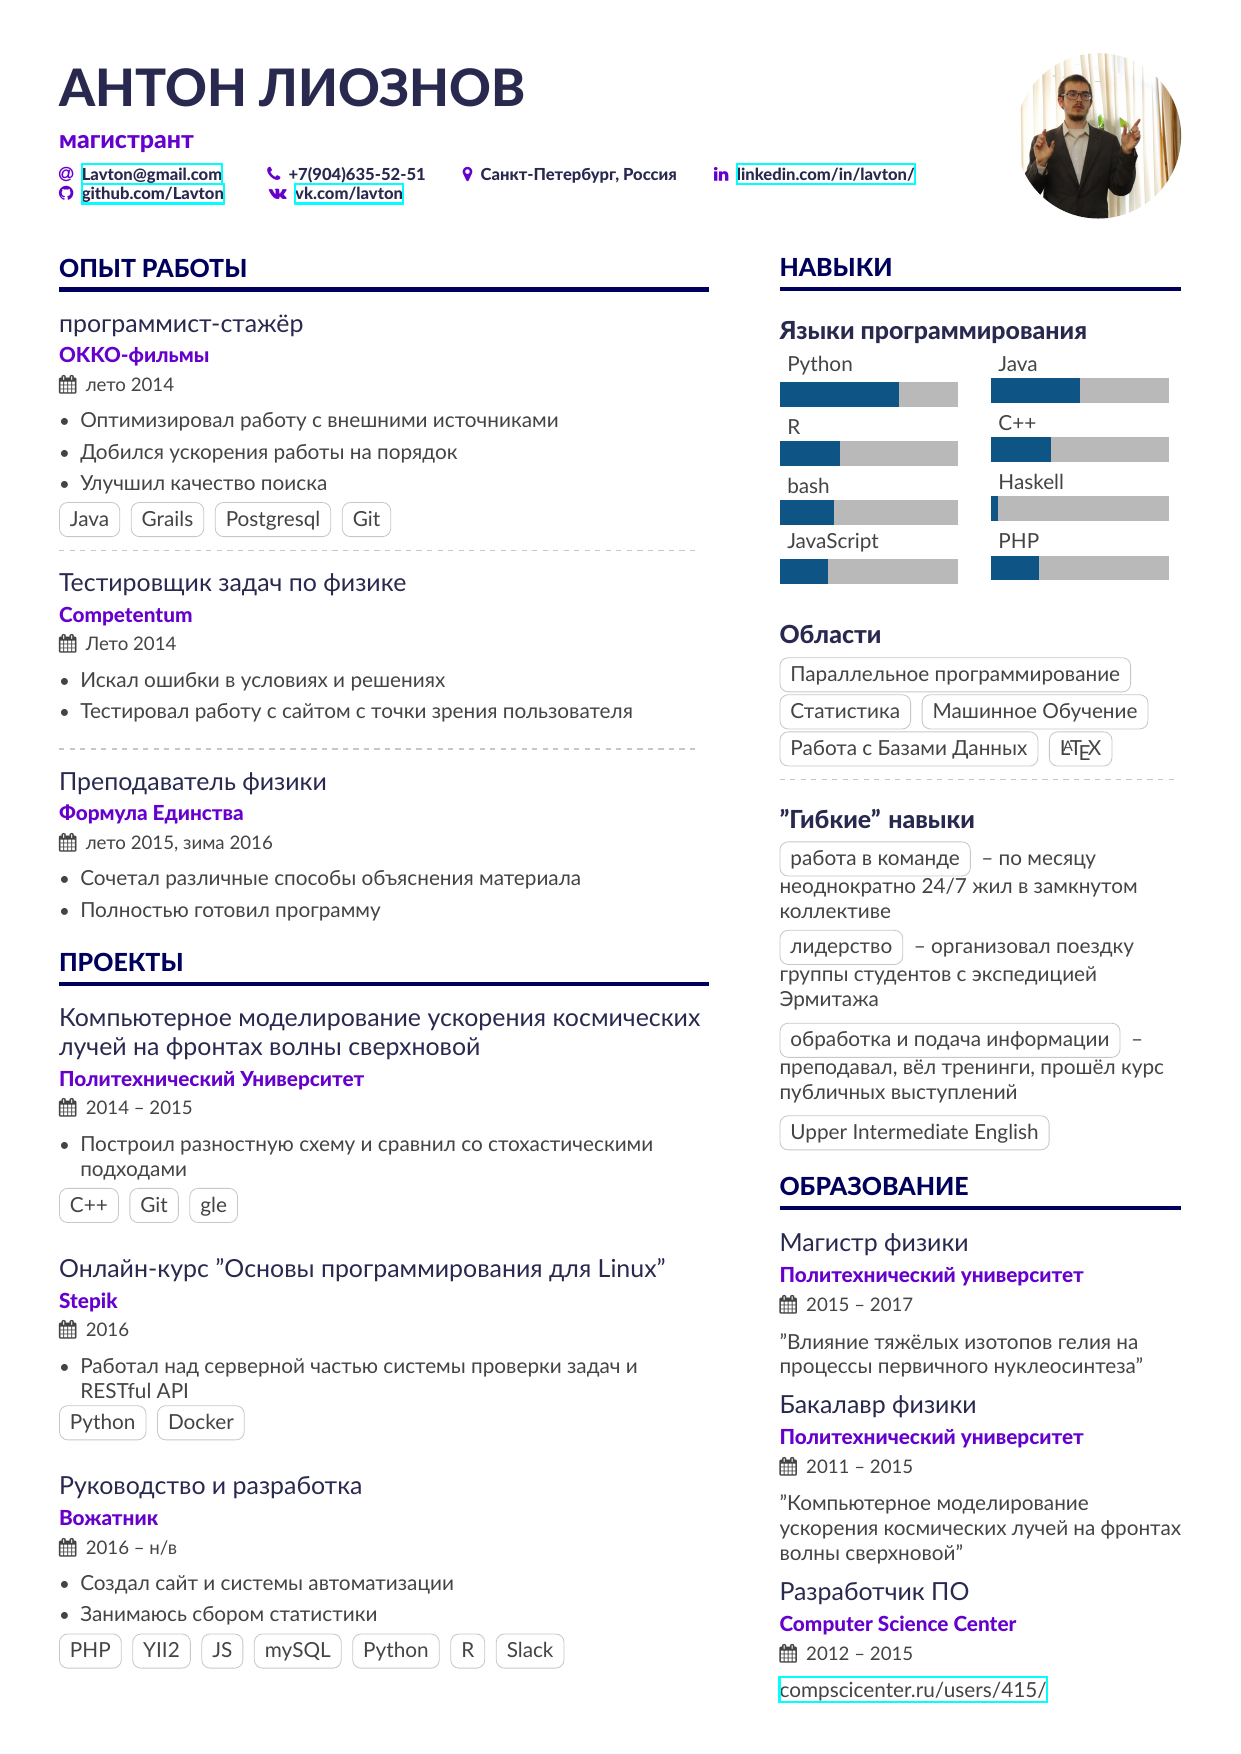 АНТОН ЛИОЗНОВ
магистрант
Lavton@gmail.com +7(904)635-52-51 Санкт-Петербург, Россия linkedin.com/in/lavton/
github.com/Lavton vk.com/lavton
ОПЫТ РАБОТЫ
программист-стажёр
ОККО-фильмы
лето 2014
• Оптимизировал работу с внешними источниками
• Добился ускорения работы на порядок
• Улучшил качество поиска
Java Grails Postgresql Git
Тестировщик задач по физике
Competentum
Лето 2014
• Искал ошибки в условиях и решениях
• Тестировал работу с сайтом с точки зрения пользователя
Преподаватель физики
Формула Единства
лето 2015, зима 2016
• Сочетал различные способы объяснения материала
• Полностью готовил программу
ПРОЕКТЫ
Компьютерное моделирование ускорения космических
лучей на фронтах волны сверхновой
Политехнический Университет
2014 – 2015
• Построил разностную схему и сравнил со стохастическими
подходами
C++ Git gle
Онлайн-курс ”Основы программирования для Linux”
Stepik
2016
• Работал над серверной частью системы проверки задач и
RESTful API
Python Docker
Руководство и разработка
Вожатник
2016 – н/в
• Создал сайт и системы автоматизации
• Занимаюсь сбором статистики
PHP YII2 JS mySQL Python R Slack
НАВЫКИ
Языки программирования
Python Java
R C++
bash Haskell
JavaScript PHP
Области
Параллельное программирование
Статистика Машинное Обучение
Работа с Базами Данных LATEX
”Гибкие” навыки
работа в команде – по месяцу
неоднократно 24/7 жил в замкнутом
коллективе
лидерство – организовал поездку
группы студентов с экспедицией
Эрмитажа
обработка и подача информации –
преподавал, вёл тренинги, прошёл курс
публичных выступлений
Upper Intermediate English
ОБРАЗОВАНИЕ
Магистр физики
Политехнический университет
2015 – 2017
”Влияние тяжёлых изотопов гелия на
процессы первичного нуклеосинтеза”
Бакалавр физики
Политехнический университет
2011 – 2015
”Компьютерное моделирование
ускорения космических лучей на фронтах
волны сверхновой”
Разработчик ПО
Computer Science Center
2012 – 2015
compscicenter.ru/users/415/